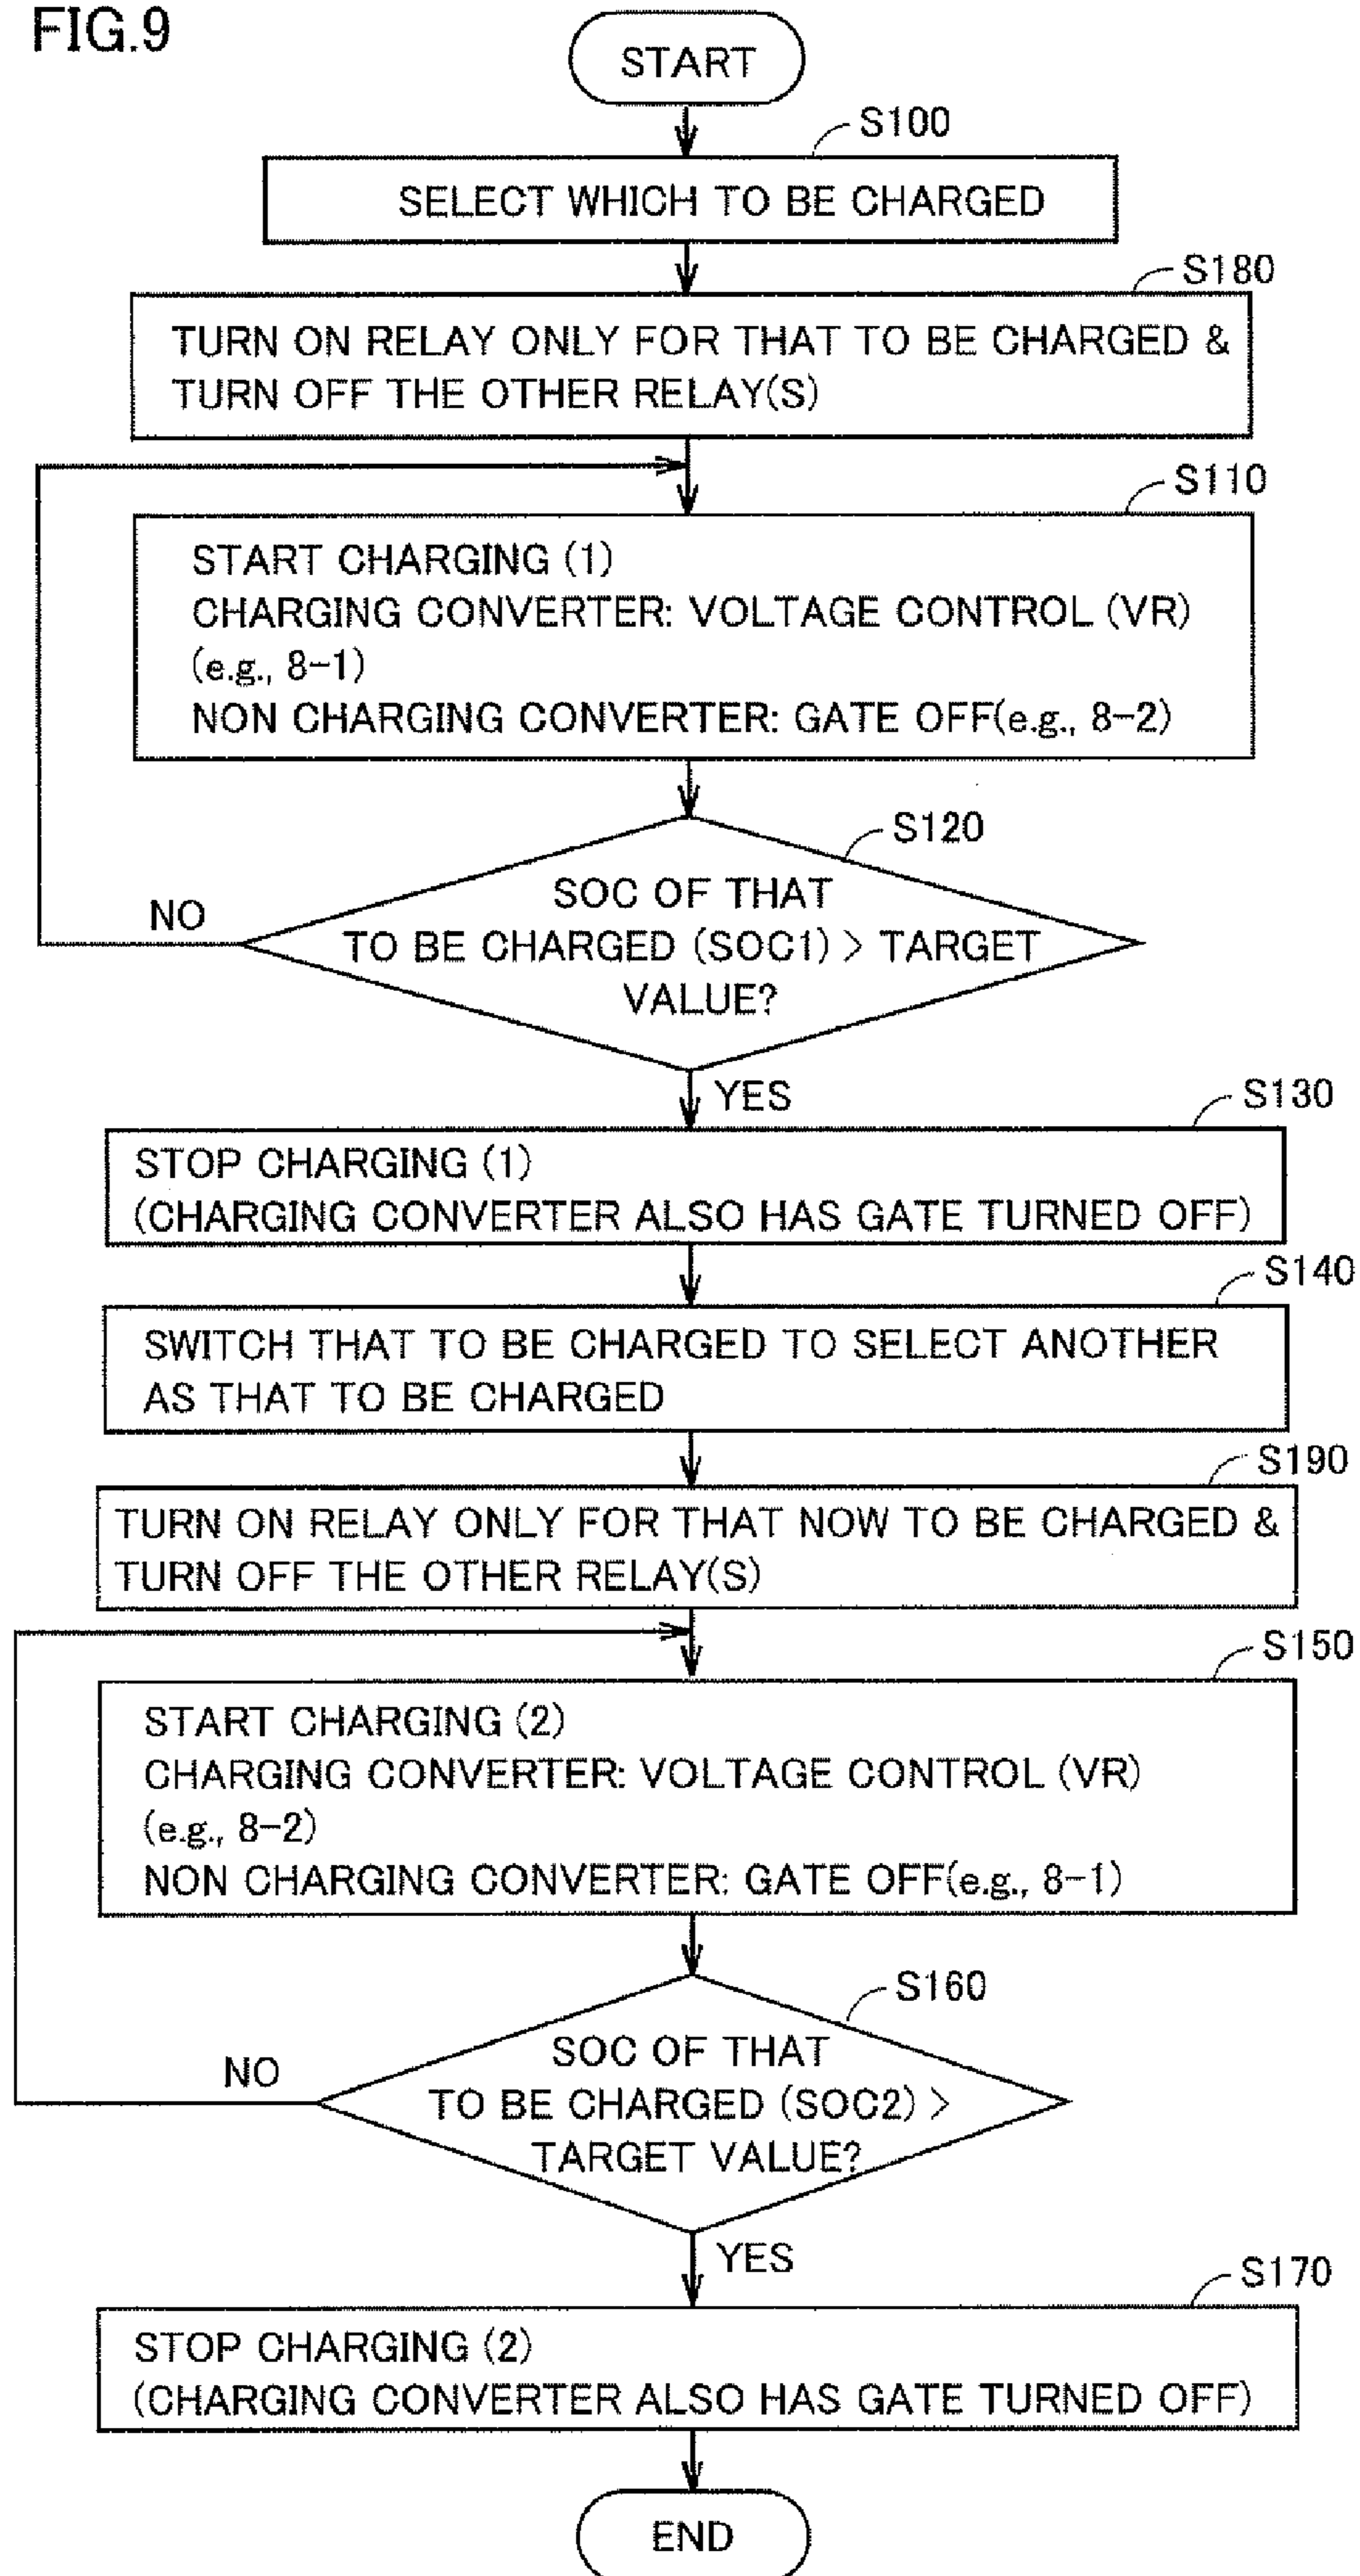 FIG.9
START
S100
SELECT WHICH TO BE CHARGED
S180
TURN ON RELAY ONLY FOR THAT TO BE CHARGED &
TURN OFF THE OTHER RELAY(S)
S110
START CHARGING (1)
CHARGING CONVERTER: VOLTAGE CONTROL (VR)
(e.g., 8-1)
NON CHARGING CONVERTER: GATE OFF(e.g., 8-2)
S120
SOC OF THAT
TO BE CHARGED (SOC1) > TARGET
VALUE?
NO
YES
S130
STOP CHARGING (1)
(CHARGING CONVERTER ALSO HAS GATE TURNED OFF)
S140
SWITCH THAT TO BE CHARGED TO SELECT ANOTHER
AS THAT TO BE CHARGED
S190
TURN ON RELAY ONLY FOR THAT NOW TO BE CHARGED &
TURN OFF THE OTHER RELAY(S)
S150
START CHARGING (2)
CHARGING CONVERTER: VOLTAGE CONTROL (VR)
(e.g., 8-2)
NON CHARGING CONVERTER: GATE OFF(e.g., 8-1)
S160
SOC OF THAT
TO BE CHARGED (SOC2) >
TARGET VALUE?
NO
YES
S170
STOP CHARGING (2)
(CHARGING CONVERTER ALSO HAS GATE TURNED OFF)
END